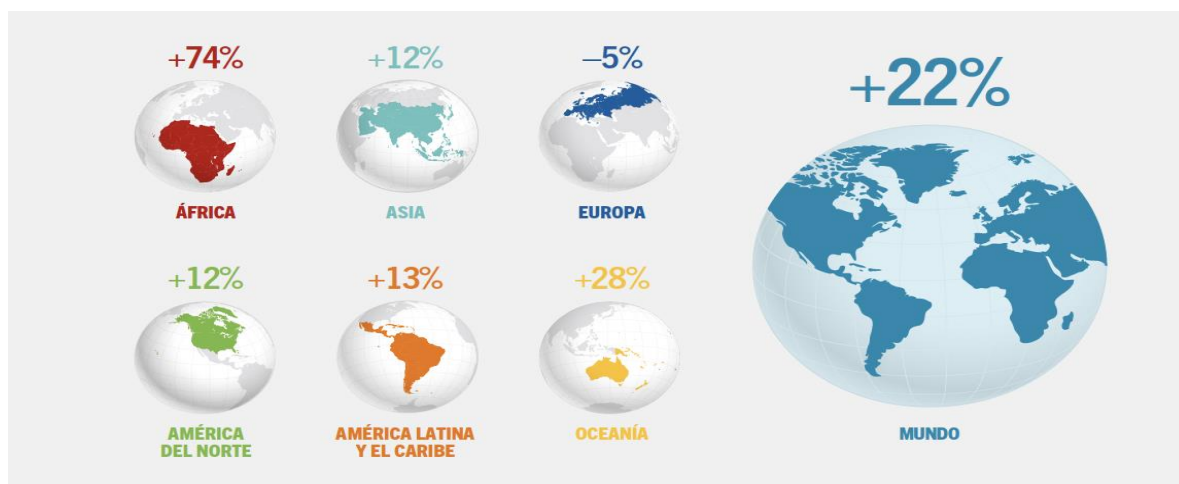 +74%
ÁFRICA
+12%
ASIA
–5%
EUROPA
+12%
AMÉRICA
DEL NORTE
+13%
AMÉRICA LATINA
Y EL CARIBE
+28%
OCEANÍA
+22%
MUNDO